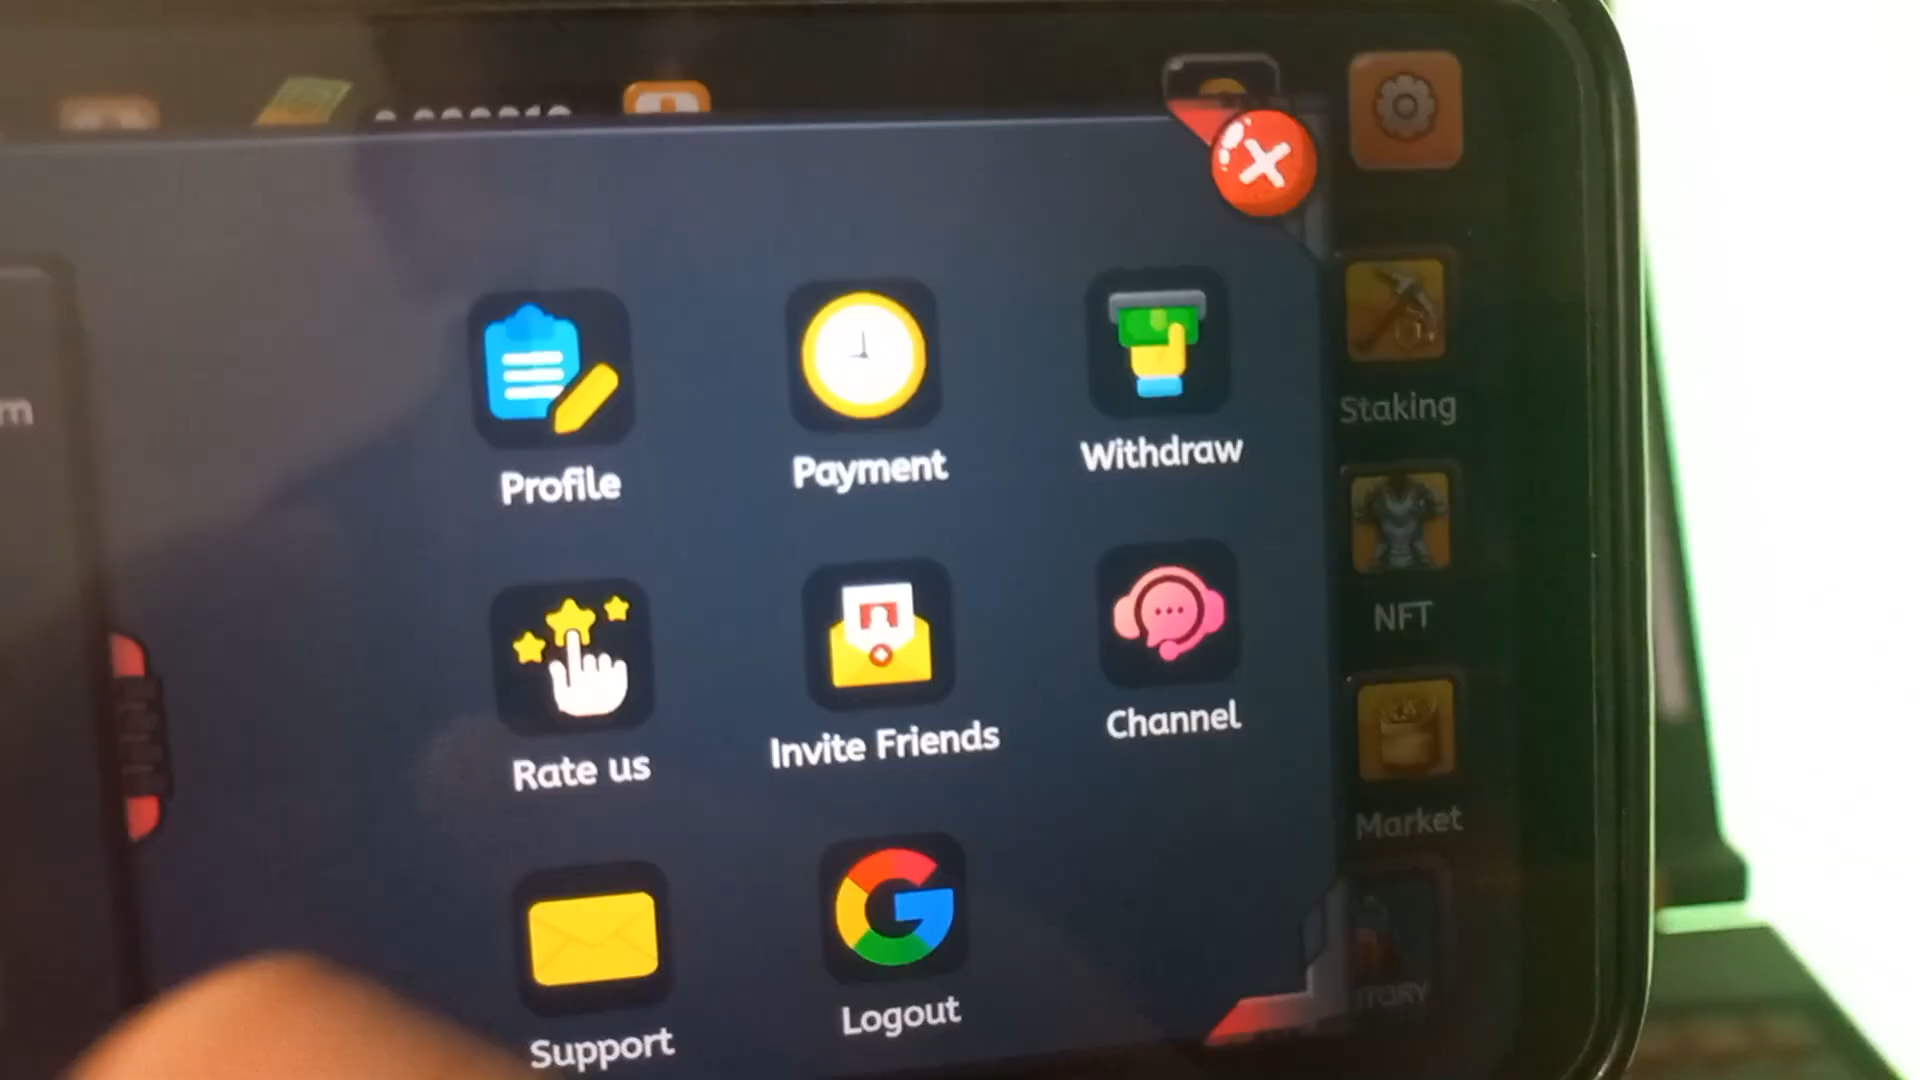 m
Profile
Payment
Withdraw
Staking
Rate us
Invite Friends
Channel
NFT
Market
Support
Logout